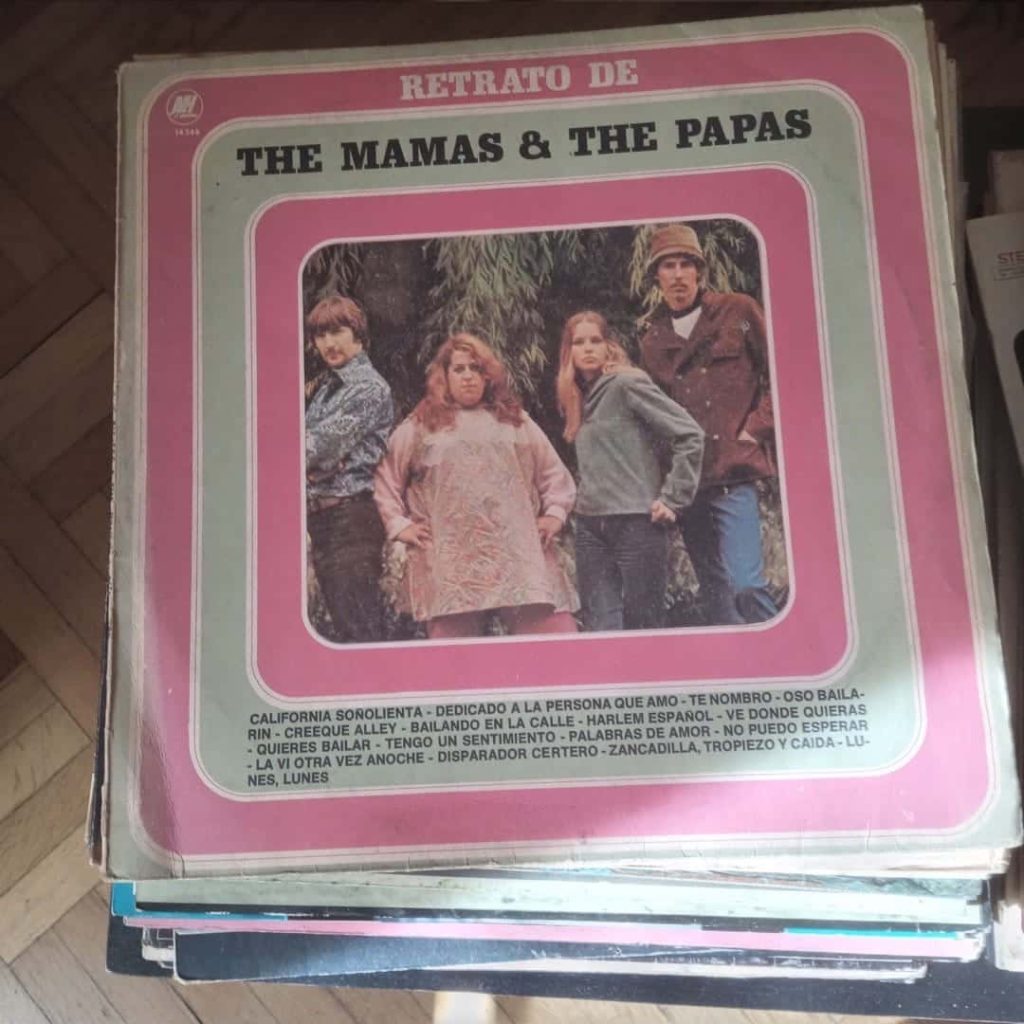 RETRATO DE
THE MAMAS & THE PAPAS
CALIFORNIA SOÑOLIENTA - DEDICADO A LA PERSONA QUE AMO - TE NOMBRO - OSO BAILA-
RIN - CREEQUE ALLEY - BAILANDO EN LA CALLE - HARLEM ESPAÑOL - VE DONDE QUIERAS
- QUIERES BAILAR - TENGO UN SENTIMIENTO - PALABRAS DE AMOR - NO PUEDO ESPERAR
- LA VI OTRA VEZ ANOCHE - DISPARADOR CERTERO - ZANCADILLA, TROPIEZO Y CAIDA - LU-
NES, LUNES